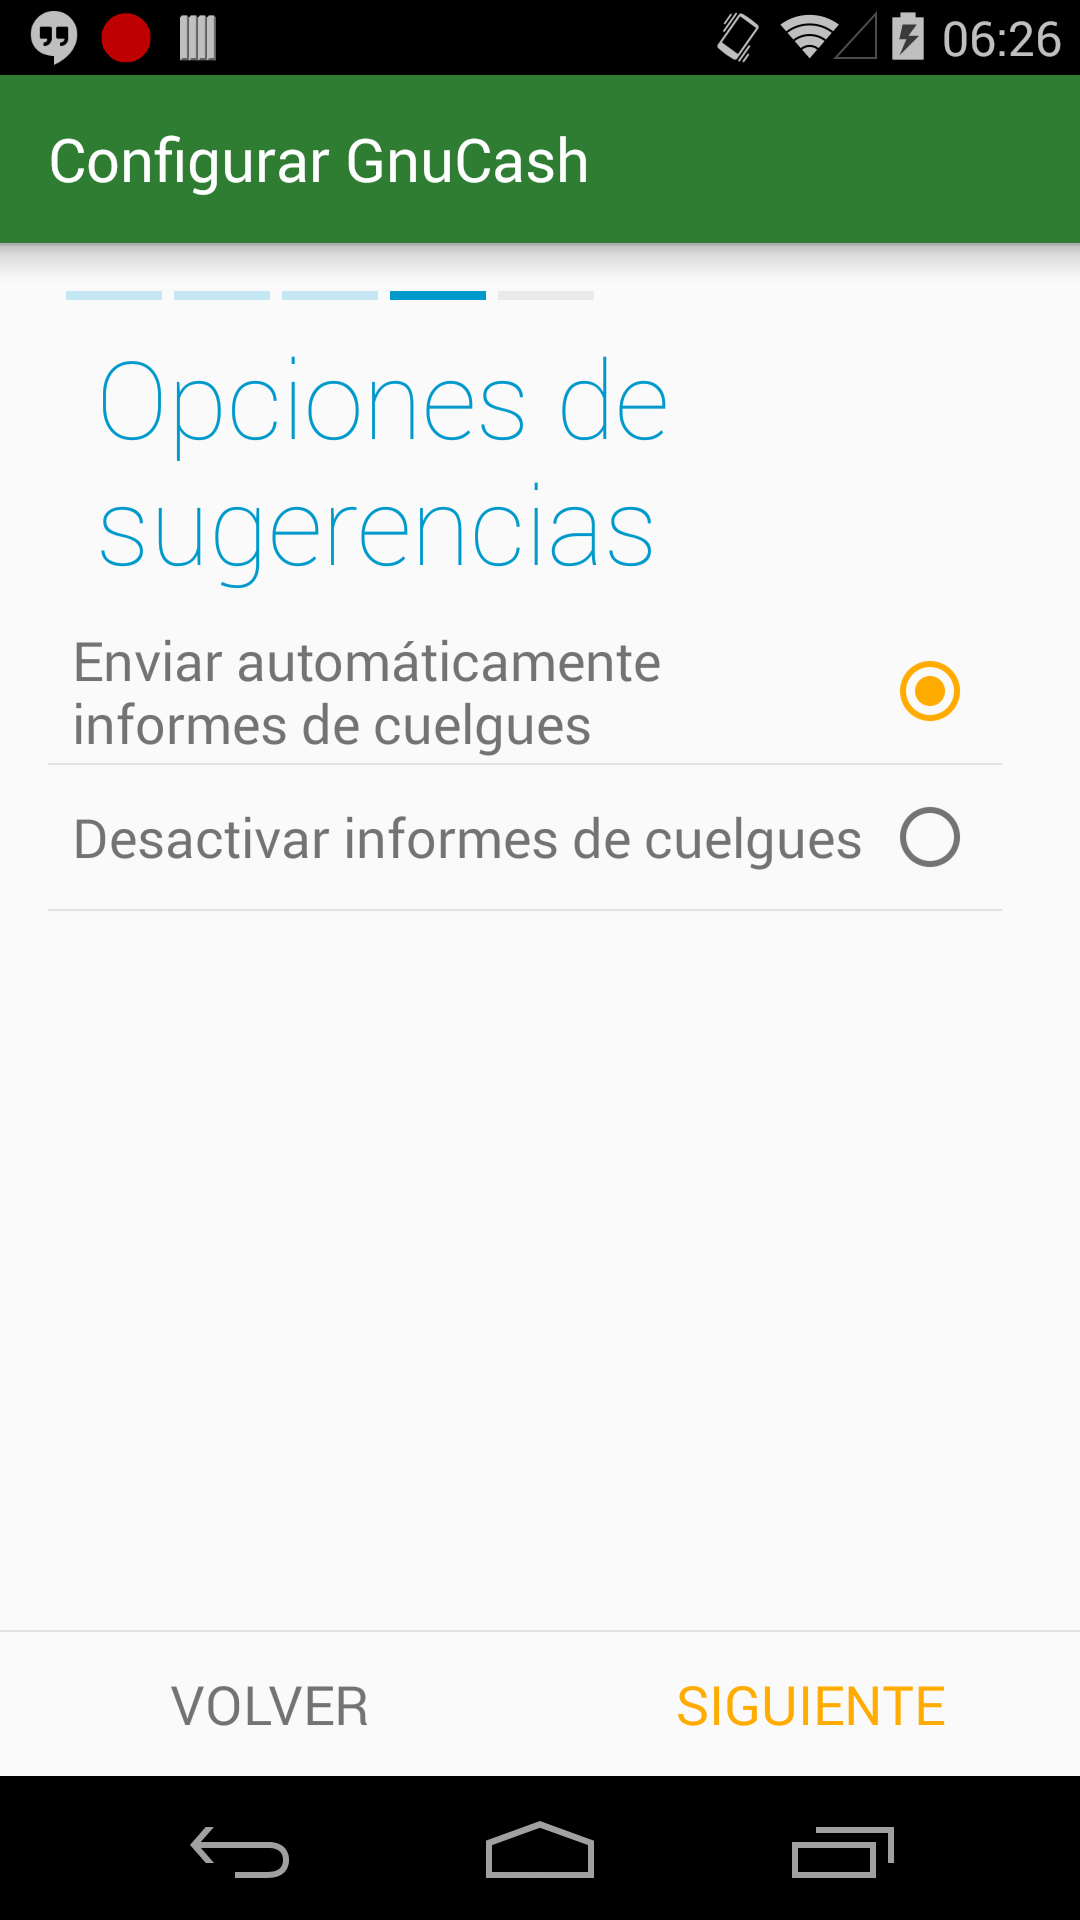 06:26
Configurar GnuCash
Opciones de
sugerencias
Enviar automáticamente
informes de cuelgues
Desactivar informes de cuelgues
VOLVER
SIGUIENTE